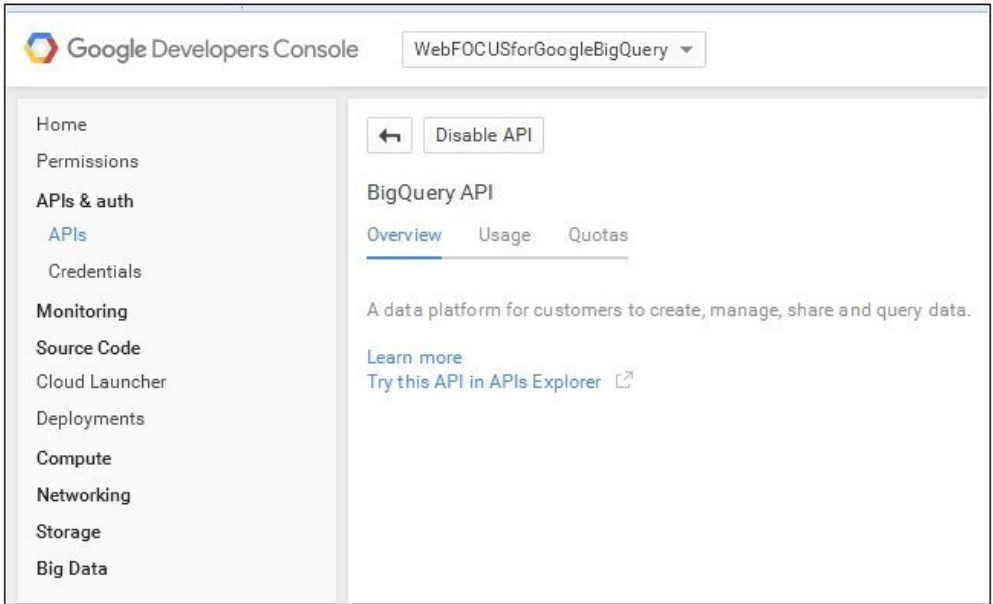 Google Developers Console
WebFOCUSforGoogleBigQuery
Home
Permissions
APIs & auth
APIs
Credentials
Monitoring
Source Code
Cloud Launcher
Deployments
Compute
Networking
Storage
Big Data
Disable API
BigQuery API
Overview Usage Quotas
A data platform for customers to create, manage, share and query data.
Learn more
Try this API in APIs Explorer